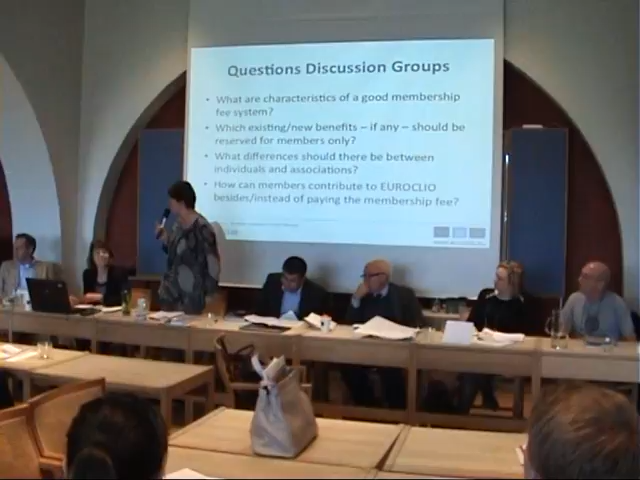 Questions Discussion Groups
• What are characteristics of a good membership
fee system?
• Which existing/new benefits – if any – should be
reserved for members only?
• What differences should there be between
individuals and associations?
• How can members contribute to EUROCLIO
besides/instead of paying the membership fee?